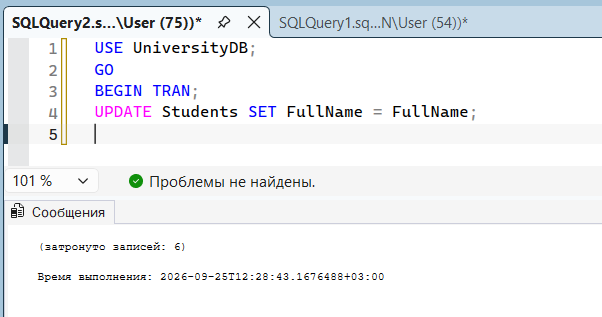 SQLQuery2.s...\User (75))*
SQLQuery1.sq...N\User (54))*
1 USE UniversityDB;
2 GO
3 BEGIN TRAN;
4 UPDATE Students SET FullName = FullName;
5
101 %
Проблемы не найдены.
Сообщения
(затронуто записей: 6)
Время выполнения: 2026-09-25T12:28:43.1676488+03:00